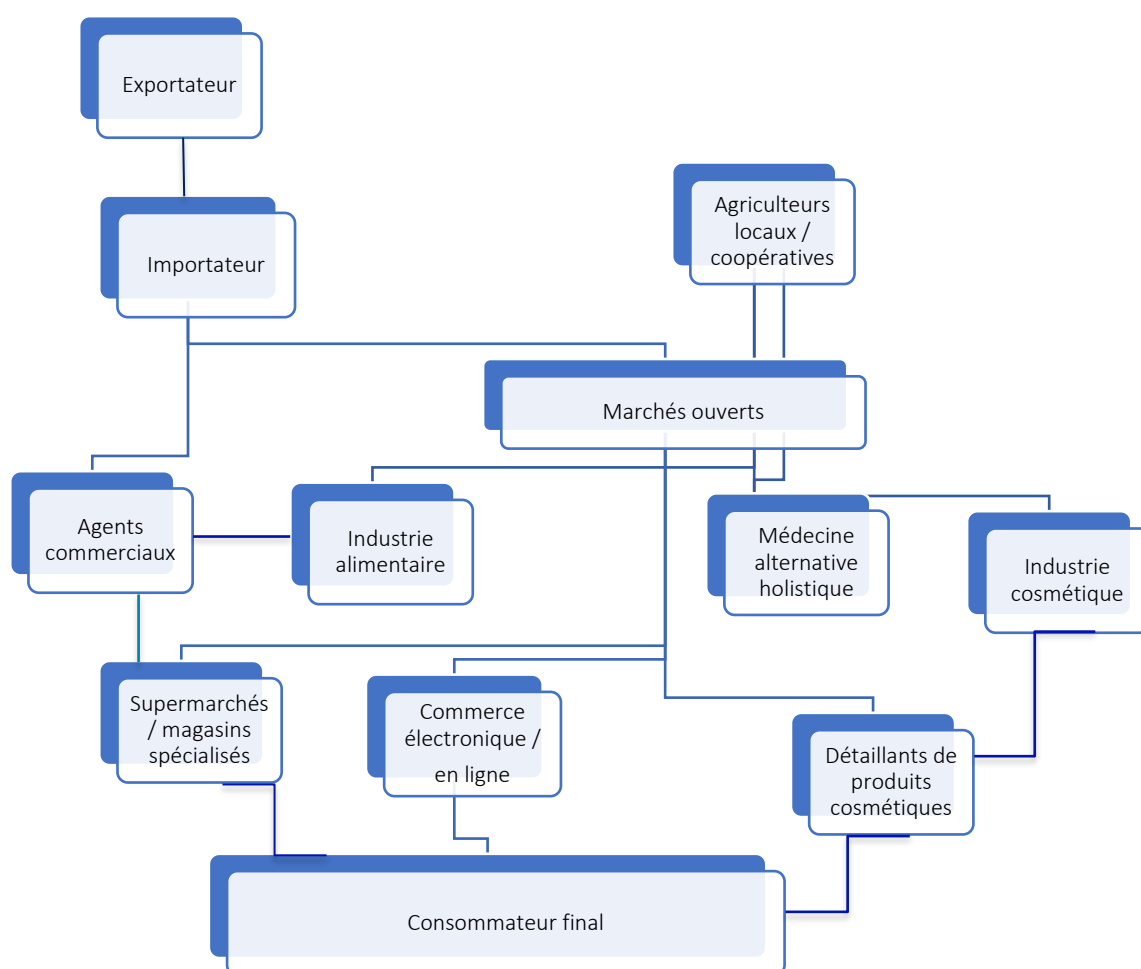 Exportateur
Agriculteurs
locaux /
coopératives
Importateur
Marchés ouverts
Agents
commerciaux
Industrie
alimentaire
Médecine
alternative
holistique
Industrie
cosmétique
Supermarchés
/ magasins
spécialisés
Commerce
électronique /
en ligne
Détaillants de
produits
cosmétiques
Consommateur final